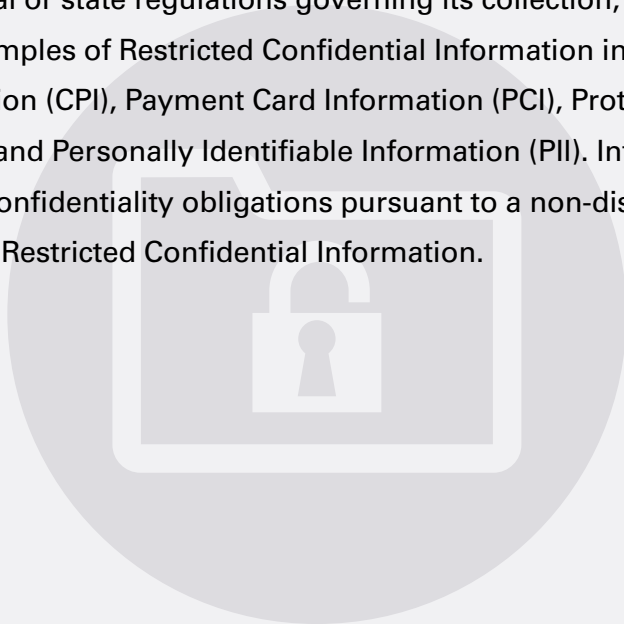 al or state regulations governing its collection,
mples of Restricted Confidential Information in
ion (CPI), Payment Card Information (PCI), Prot
and Personally Identifiable Information (PII). Inf
onfidentiality obligations pursuant to a non-dis
Restricted Confidential Information.